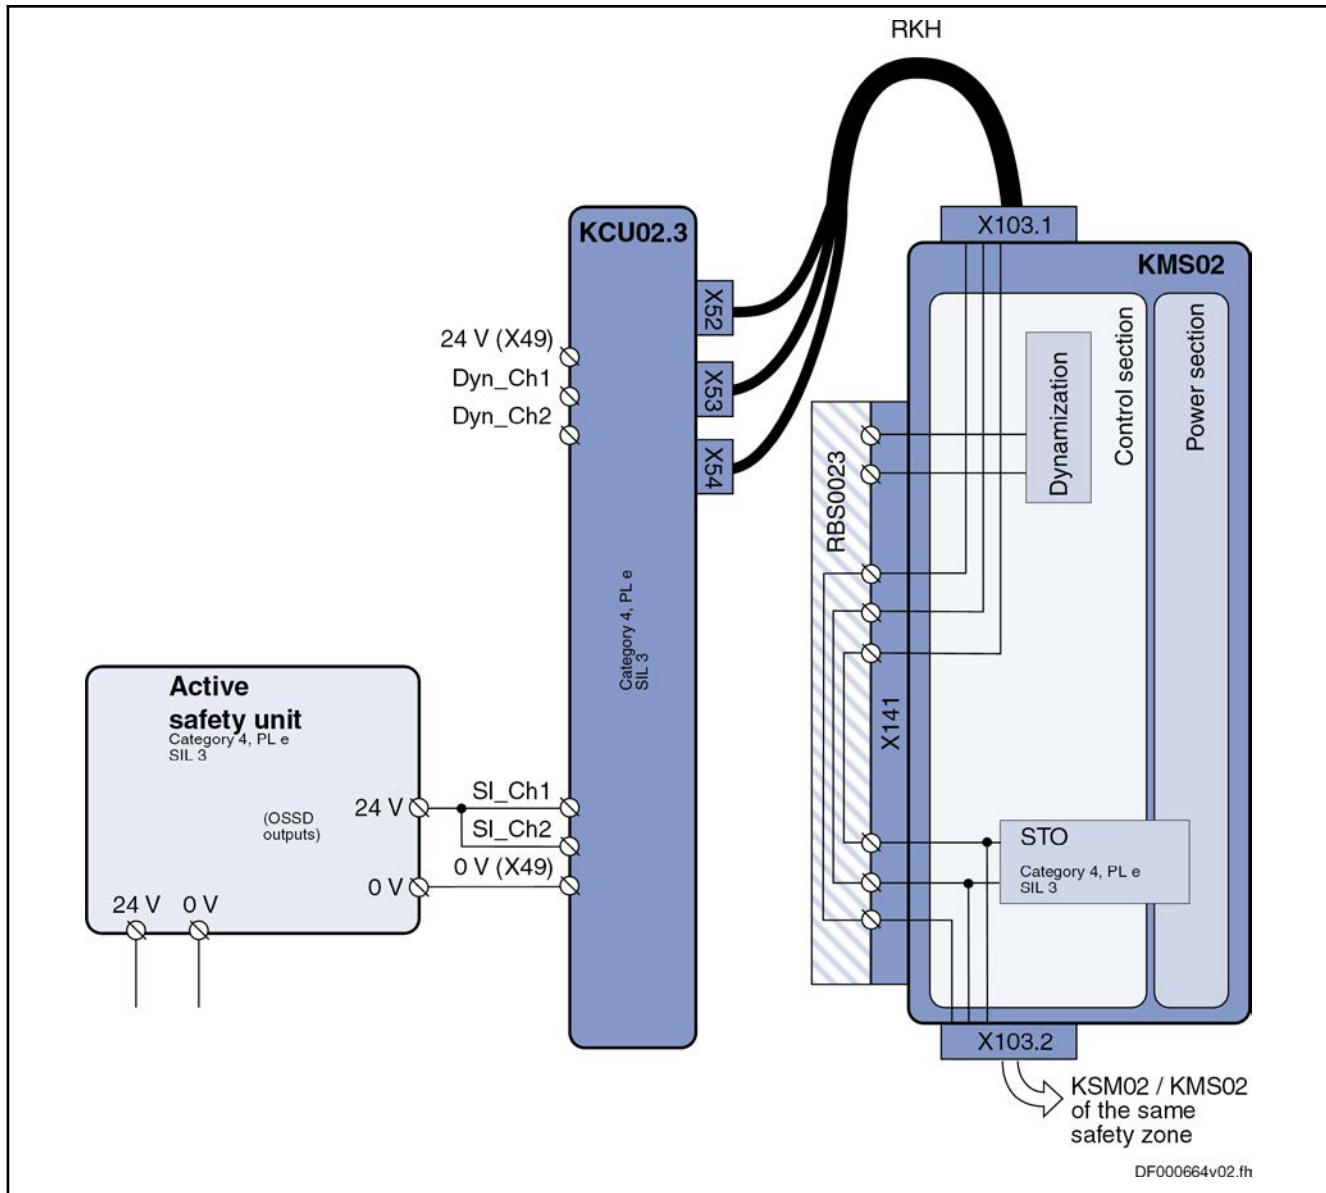 RKH
KCU02.3
X52
X53
X54
24 V (X49)
Dyn_Ch1
Dyn_Ch2
Category 4, PL e
SIL 3
SI_Ch1
SI_Ch2
0 V (X49)
Active
safety unit
Category 4, PL e
SIL 3
(OSSD
outputs)
24 V
0 V
24 V
0 V
X103.1
KMS02
Dynamization
Control section
Power section
RBS0023
X141
STO
Category 4, PL e
SIL 3
X103.2
KSM02 / KMS02
of the same
safety zone
DF000664v02.fh